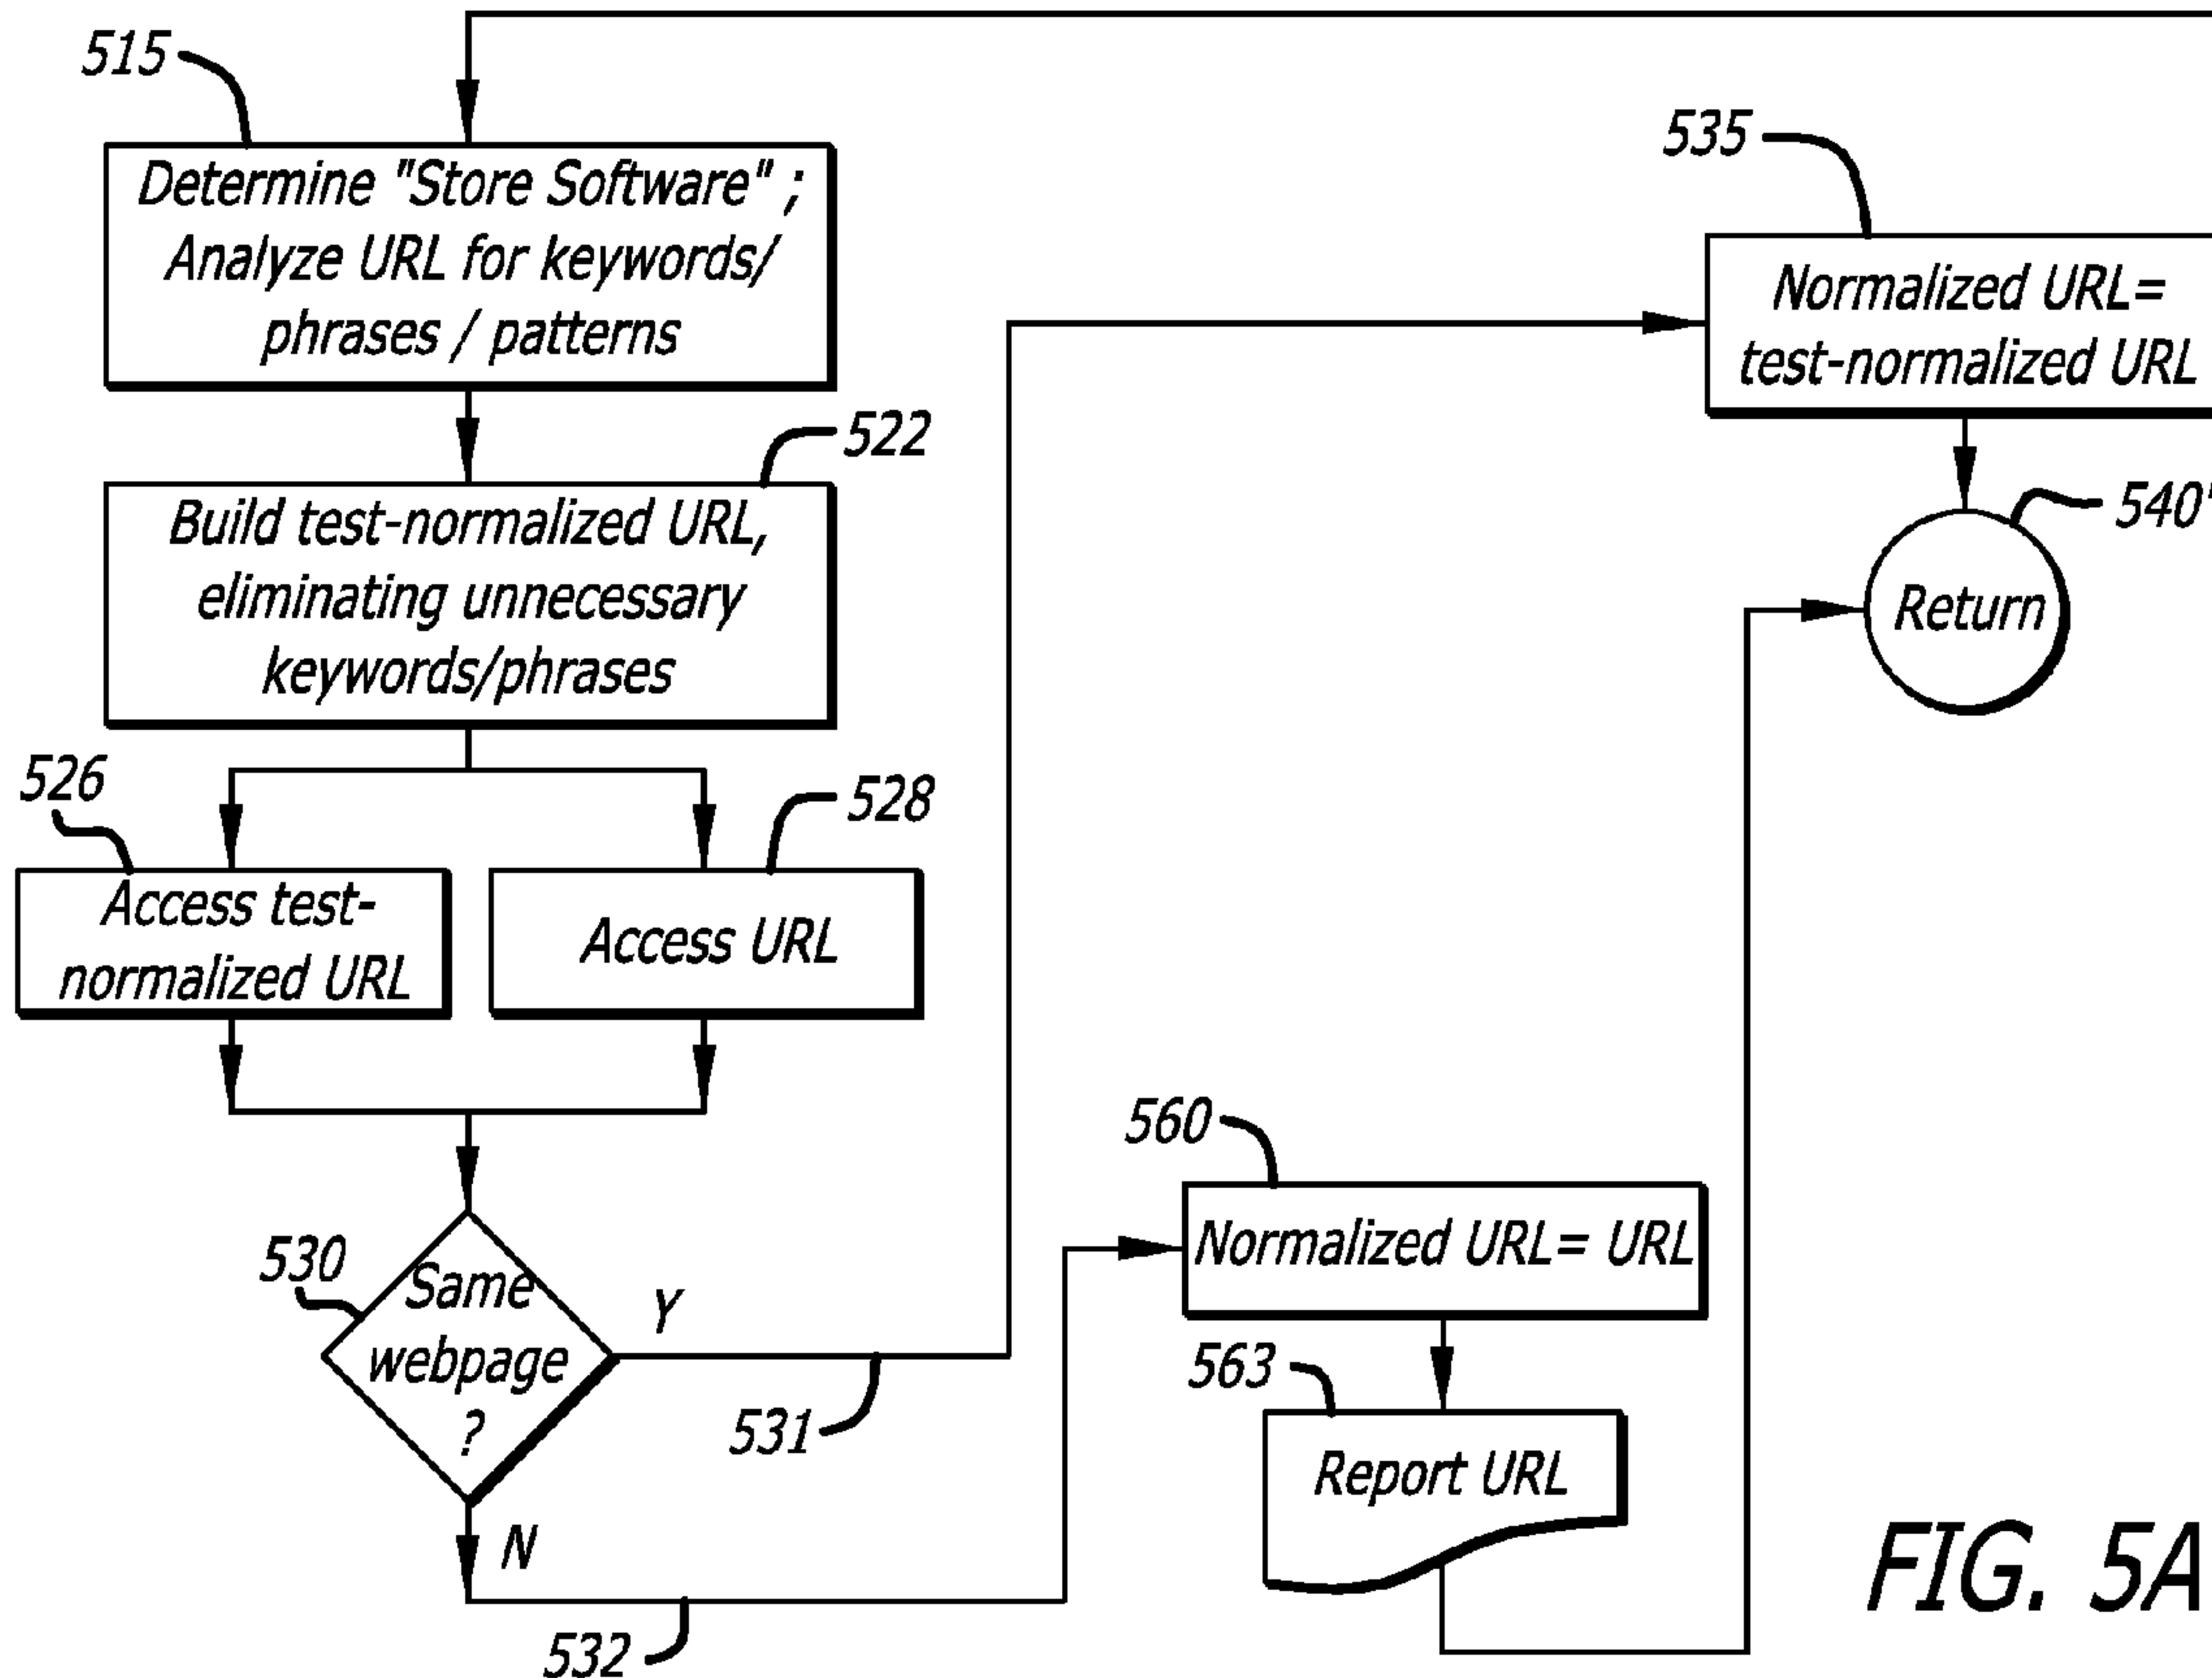 515
Determine "Store Software" ;
Analyze URL for keywords/
phrases / patterns
522
Build test-normalized URL,
eliminating unnecessary
keywords/phrases
526
Access test-
normalized URL
528
Access URL
530
Same
webpage
?
Y
531
N
532
535
Normalized URL=
test-normalized URL
540'
Return
560
Normalized URL= URL
563
Report URL
FIG. 5A